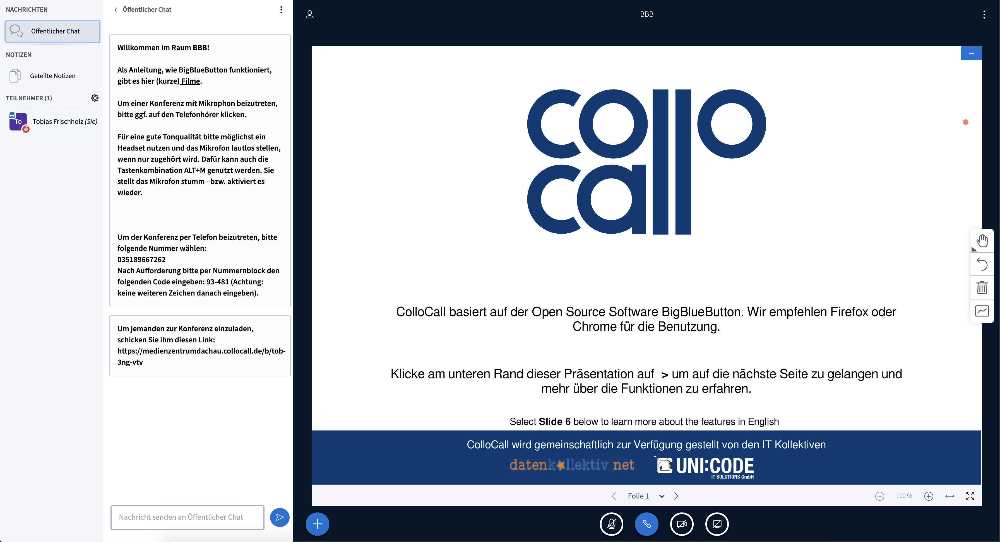 NACHRICHTEN
Öffentlicher Chat
NOTIZEN
Geteilte Notizen
TEILNEHMER (1)
To
Tobias Frischholz (Sie)
Öffentlicher Chat
Willkommen im Raum BBB!
Als Anleitung, wie BigBlueButton funktioniert,
gibt es hier (kurze) Filme.
Um einer Konferenz mit Mikrophon beizutreten,
bitte ggf. auf den Telefonhörer klicken.
Für eine gute Tonqualität bitte möglichst ein
Headset nutzen und das Mikrofon lautlos stellen,
wenn nur zugehört wird. Dafür kann auch die
Tastenkombination ALT+M genutzt werden. Sie
stellt das Mikrofon stumm - bzw. aktiviert es
wieder.
Um der Konferenz per Telefon beizutreten, bitte
folgende Nummer wählen:
035189667262
Nach Aufforderung bitte per Nummernblock den
folgenden Code eingeben: 93-481 (Achtung:
keine weiteren Zeichen danach eingeben).
Um jemanden zur Konferenz einzuladen,
schicken Sie ihm diesen Link:
https://medienzentrumdachau.collocall.de/b/tob-
3ng-vtv
Nachricht senden an Öffentlicher Chat
BBB
collo
call
ColloCall basiert auf der Open Source Software BigBlueButton. Wir empfehlen Firefox oder
Chrome für die Benutzung.
Klicke am unteren Rand dieser Präsentation auf > um auf die nächste Seite zu gelangen und
mehr über die Funktionen zu erfahren.
Select Slide 6 below to learn more about the features in English
ColloCall wird gemeinschaftlich zur Verfügung gestellt von den IT Kollektiven
datenkollektiv.net
UNI:CODE
IT SOLUTIONS GmbH
Folie 1
100 %